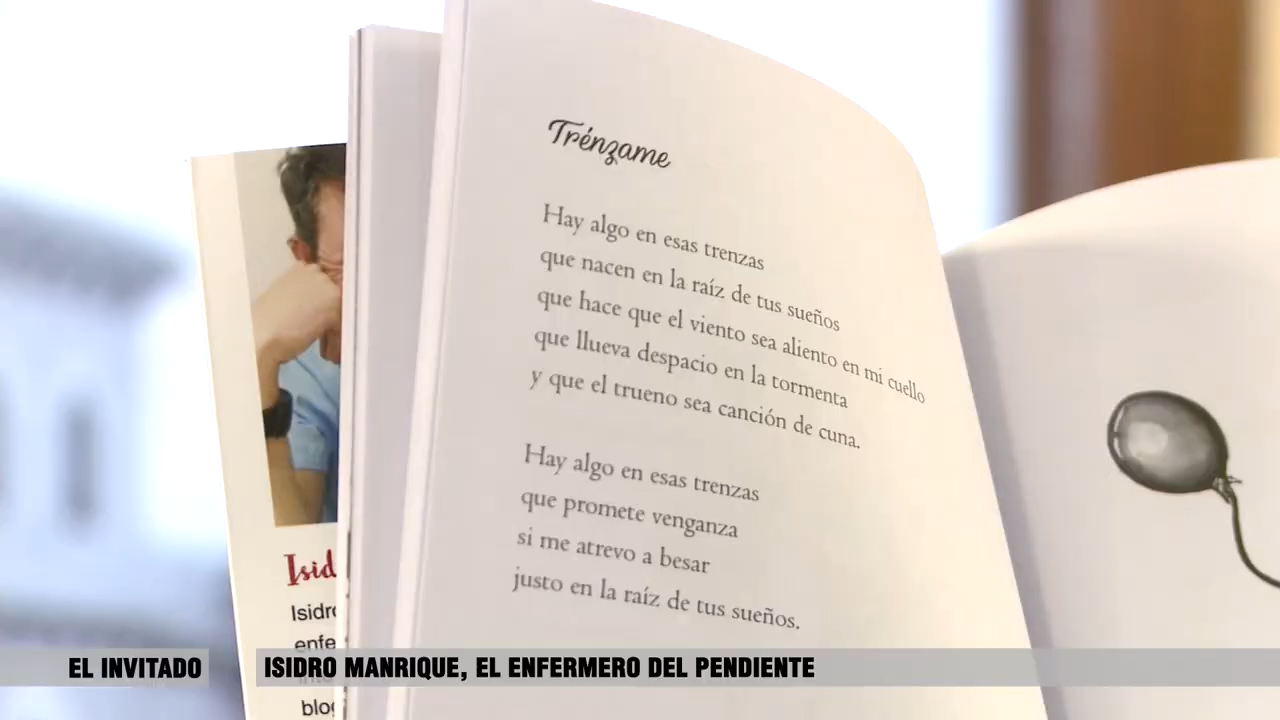 Trénzame
Hay algo en esas trenzas
que nacen en la raíz de tus sueños
que hace que el viento sea aliento en mi cuello
que llueva despacio en la tormenta
y que el trueno sea canción de cuna.
Hay algo en esas trenzas
que promete venganza
si me atrevo a besar
justo en la raíz de tus sueños.
EL INVITADO
ISIDRO MANRIQUE, EL ENFERMERO DEL PENDIENTE